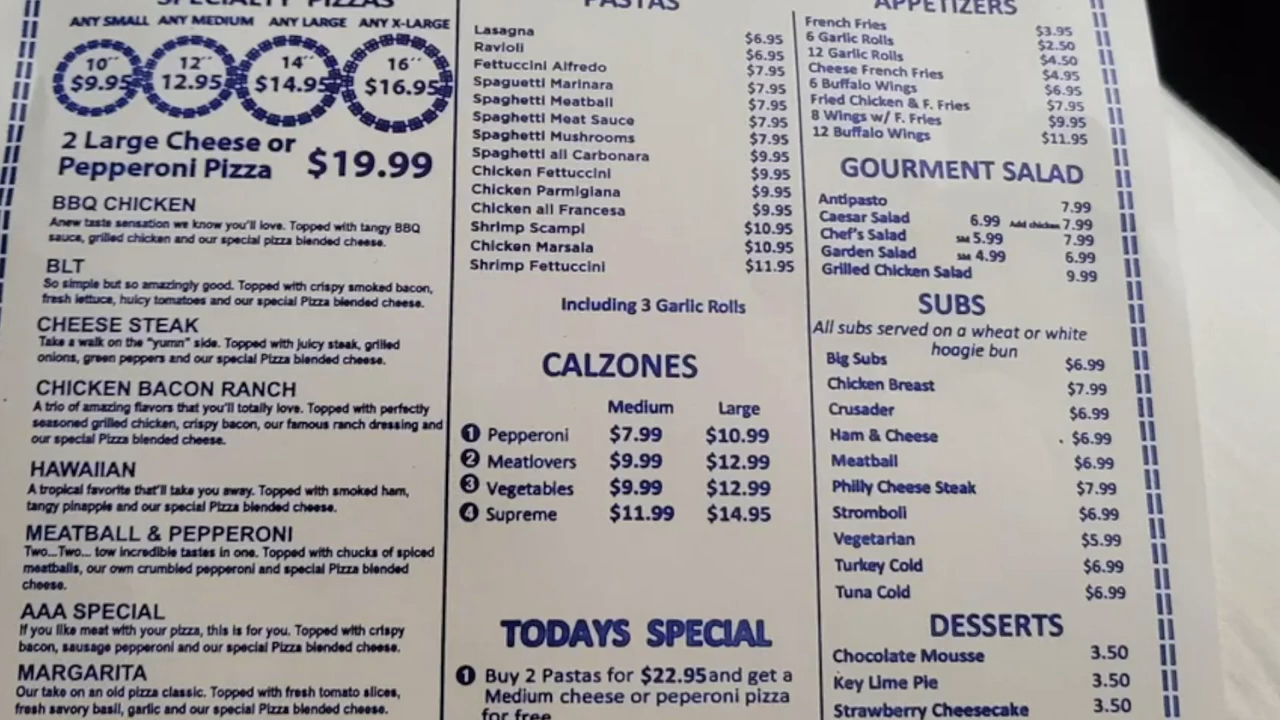 SPECIALTY PIZZAS
ANY SMALL ANY MEDIUM ANY LARGE ANY X-LARGE
10'' 12'' 14'' 16''
$9.95 12.95 $14.95 $16.95
2 Large Cheese or
Pepperoni Pizza $19.99
BBQ CHICKEN
Anew taste sensation we know you'll love. Topped with tangy BBQ
sauce, grilled chicken and our special pizza blended cheese.
BLT
So simple but so amazingly good. Topped with crispy smoked bacon,
fresh lettuce, huicy tomatoes and our special Pizza blended cheese.
CHEESE STEAK
Take a walk on the "yumn" side. Topped with juicy steak, grilled
onions, green peppers and our special Pizza blended cheese.
CHICKEN BACON RANCH
A trio of amazing flavors that you'll totally love. Topped with perfectly
seasoned grilled chicken, crispy bacon, our famous ranch dressing and
our special Pizza blended cheese.
HAWAIIAN
A tropical favorite that'll take you away. Topped with smoked ham,
tangy pinapple and our special Pizza blended cheese.
MEATBALL & PEPPERONI
Two...Two... tow incredible tastes in one. Topped with chucks of spiced
meatballs, our own crumbled pepperoni and special Pizza blended
cheese.
AAA SPECIAL
If you like meat with your pizza, this is for you. Topped with crispy
bacon, sausage pepperoni and our special Pizza blended cheese.
MARGARITA
Our take on an old pizza classic. Topped with fresh tomato slices,
fresh savory basil, garlic and our special Pizza blended cheese.
PASTAS
Lasagna $6.95
Ravioli $6.95
Fettuccini Alfredo $7.95
Spaguetti Marinara $7.95
Spaghetti Meatball $7.95
Spaghetti Meat Sauce $7.95
Spaghetti Mushrooms $7.95
Spaghetti all Carbonara $9.95
Chicken Fettuccini $9.95
Chicken Parmigiana $9.95
Chicken all Francesa $9.95
Shrimp Scampi $10.95
Chicken Marsala $10.95
Shrimp Fettuccini $11.95
Including 3 Garlic Rolls
CALZONES
Medium Large
1 Pepperoni $7.99 $10.99
2 Meatlovers $9.99 $12.99
3 Vegetables $9.99 $12.99
4 Supreme $11.99 $14.95
TODAYS SPECIAL
1 Buy 2 Pastas for $22.95and get a
Medium cheese or peperoni pizza
for free
APPETIZERS
French Fries $3.95
6 Garlic Rolls $2.50
12 Garlic Rolls $4.50
Cheese French Fries $4.95
6 Buffalo Wings $6.95
Fried Chicken & F. Fries $7.95
8 Wings w/ F. Fries $9.95
12 Buffalo Wings $11.95
GOURMENT SALAD
Antipasto 7.99
Caesar Salad 6.99 Add chicken 7.99
Chef's Salad SM 5.99 7.99
Garden Salad SM 4.99 6.99
Grilled Chicken Salad 9.99
SUBS
All subs served on a wheat or white
hoagie bun
Big Subs $6.99
Chicken Breast $7.99
Crusader $6.99
Ham & Cheese $6.99
Meatball $6.99
Philly Cheese Steak $7.99
Stromboli $6.99
Vegetarian $5.99
Turkey Cold $6.99
Tuna Cold $6.99
DESSERTS
Chocolate Mousse 3.50
Key Lime Pie 3.50
Strawberry Cheesecake 3.50